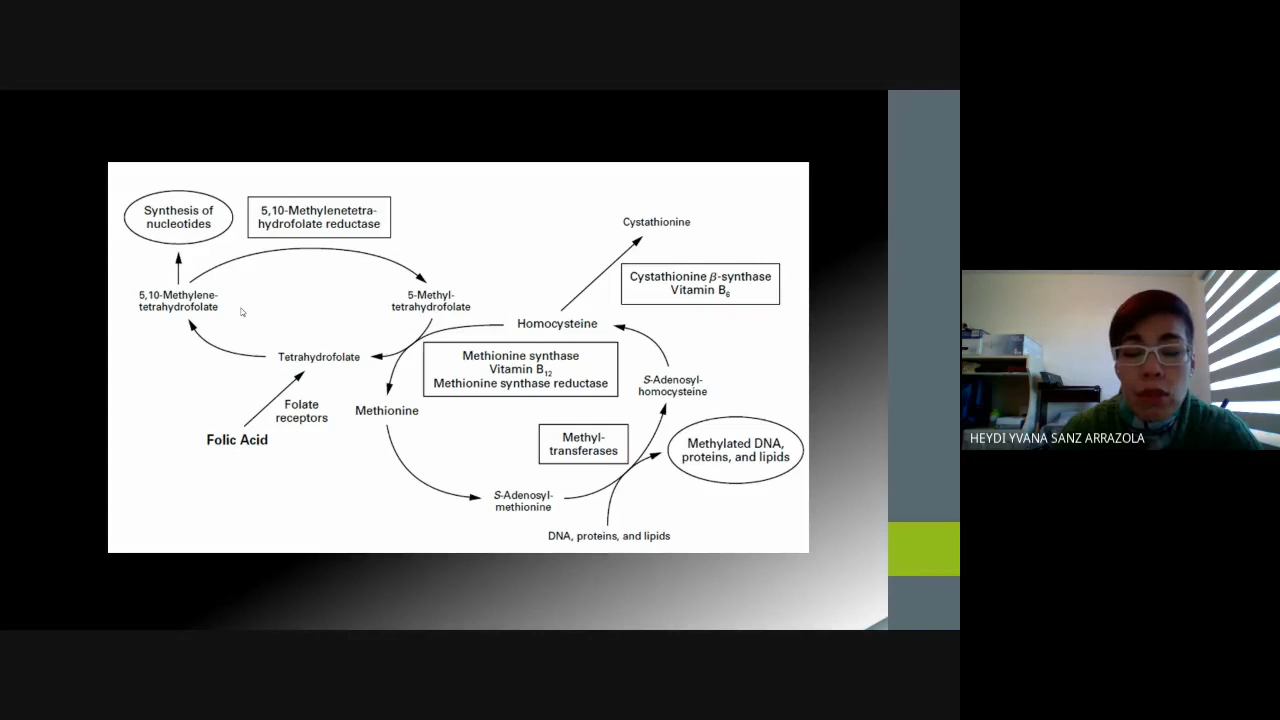 Synthesis of
nucleotides
5,10-Methylenetetra-
hydrofolate reductase
Cystathionine
Cystathionine β-synthase
Vitamin B6
5,10-Methylene-
tetrahydrofolate
5-Methyl-
tetrahydrofolate
Homocysteine
Tetrahydrofolate
Methionine synthase
Vitamin B12
Methionine synthase reductase
S-Adenosyl-
homocysteine
Folate
receptors
Methionine
Folic Acid
Methyl-
transferases
Methylated DNA,
proteins, and lipids
S-Adenosyl-
methionine
DNA, proteins, and lipids
HEYDI YVANA SANZ ARRAZOLA